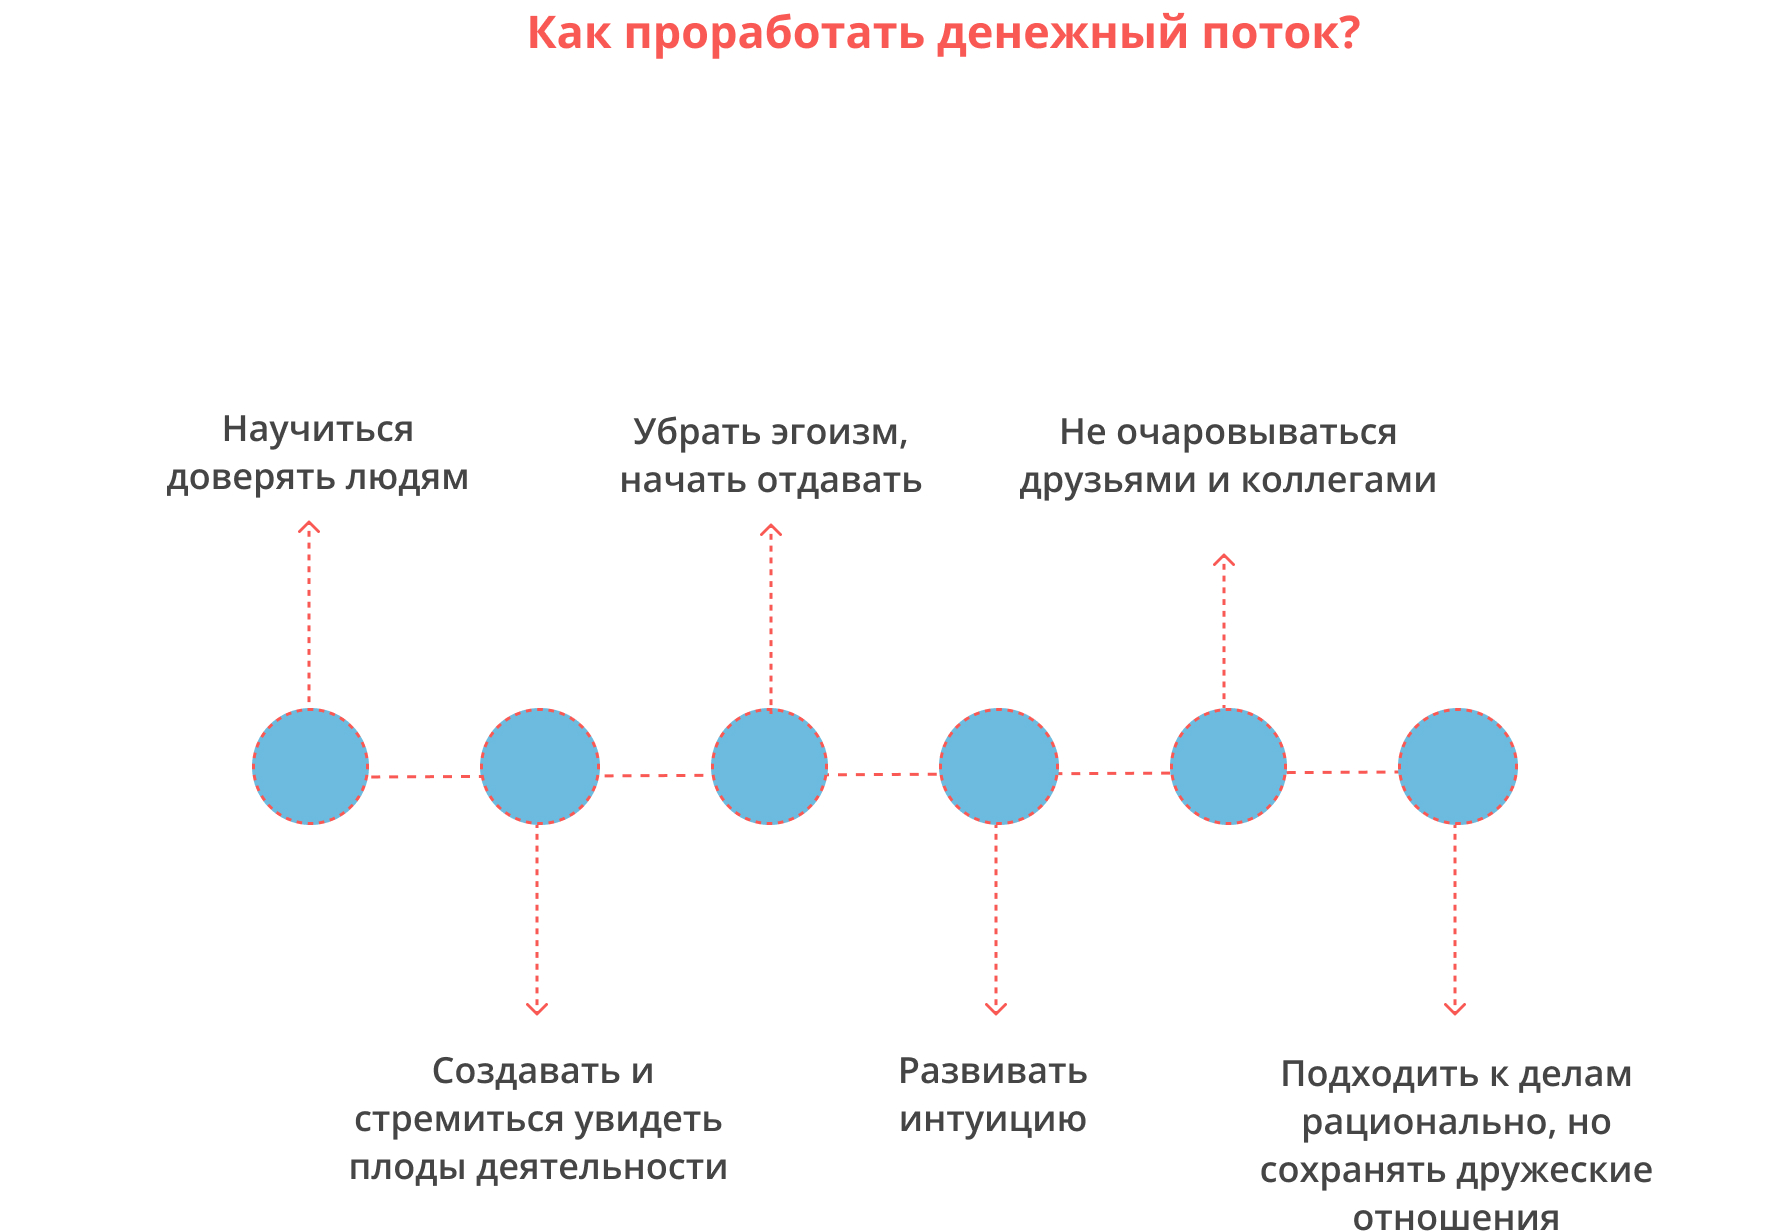 Как проработать денежный поток?
Научиться
доверять людям
Убрать эгоизм,
начать отдавать
Не очаровываться
друзьями и коллегами
Создавать и
стремиться увидеть
плоды деятельности
Развивать
интуицию
Подходить к делам
рационально, но
сохранять дружеские
отношения